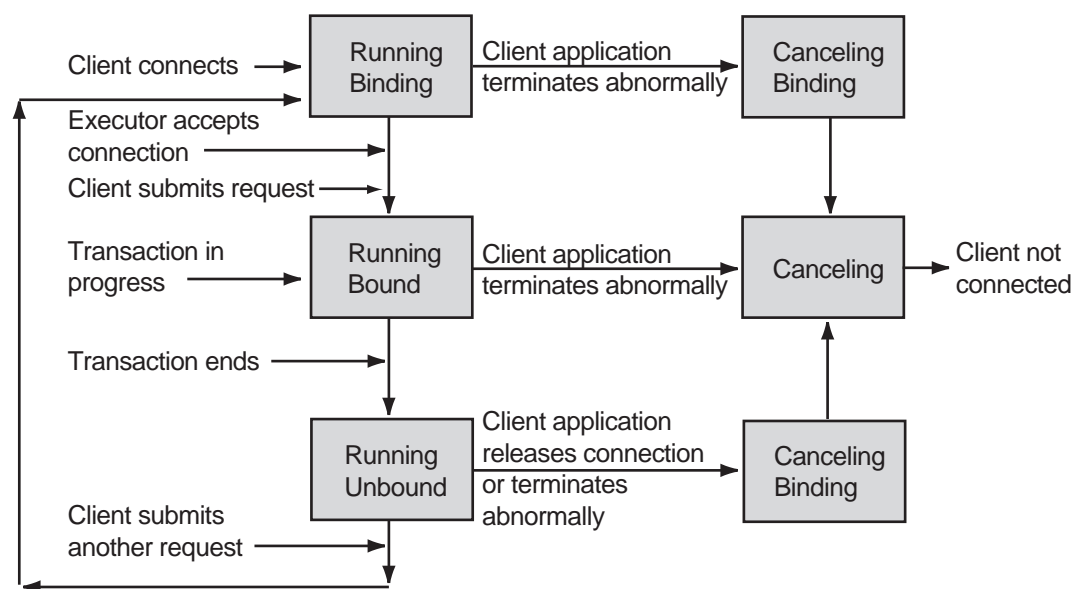 Client connects
Running
Binding
Client application
terminates abnormally
Canceling
Binding
Executor accepts
connection
Client submits request
Transaction in
progress
Running
Bound
Client application
terminates abnormally
Canceling
Client not
connected
Transaction ends
Running
Unbound
Client application
releases connection
or terminates
abnormally
Canceling
Binding
Client submits
another request